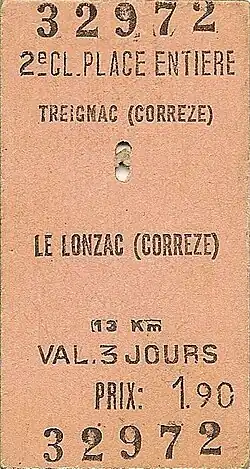 32972
2eCL.PLACE ENTIERE
TREIGNAC (CORREZE)
LE LONZAC (CORREZE)
13 Km
VAL.3 JOURS
PRIX: 1.90
32972